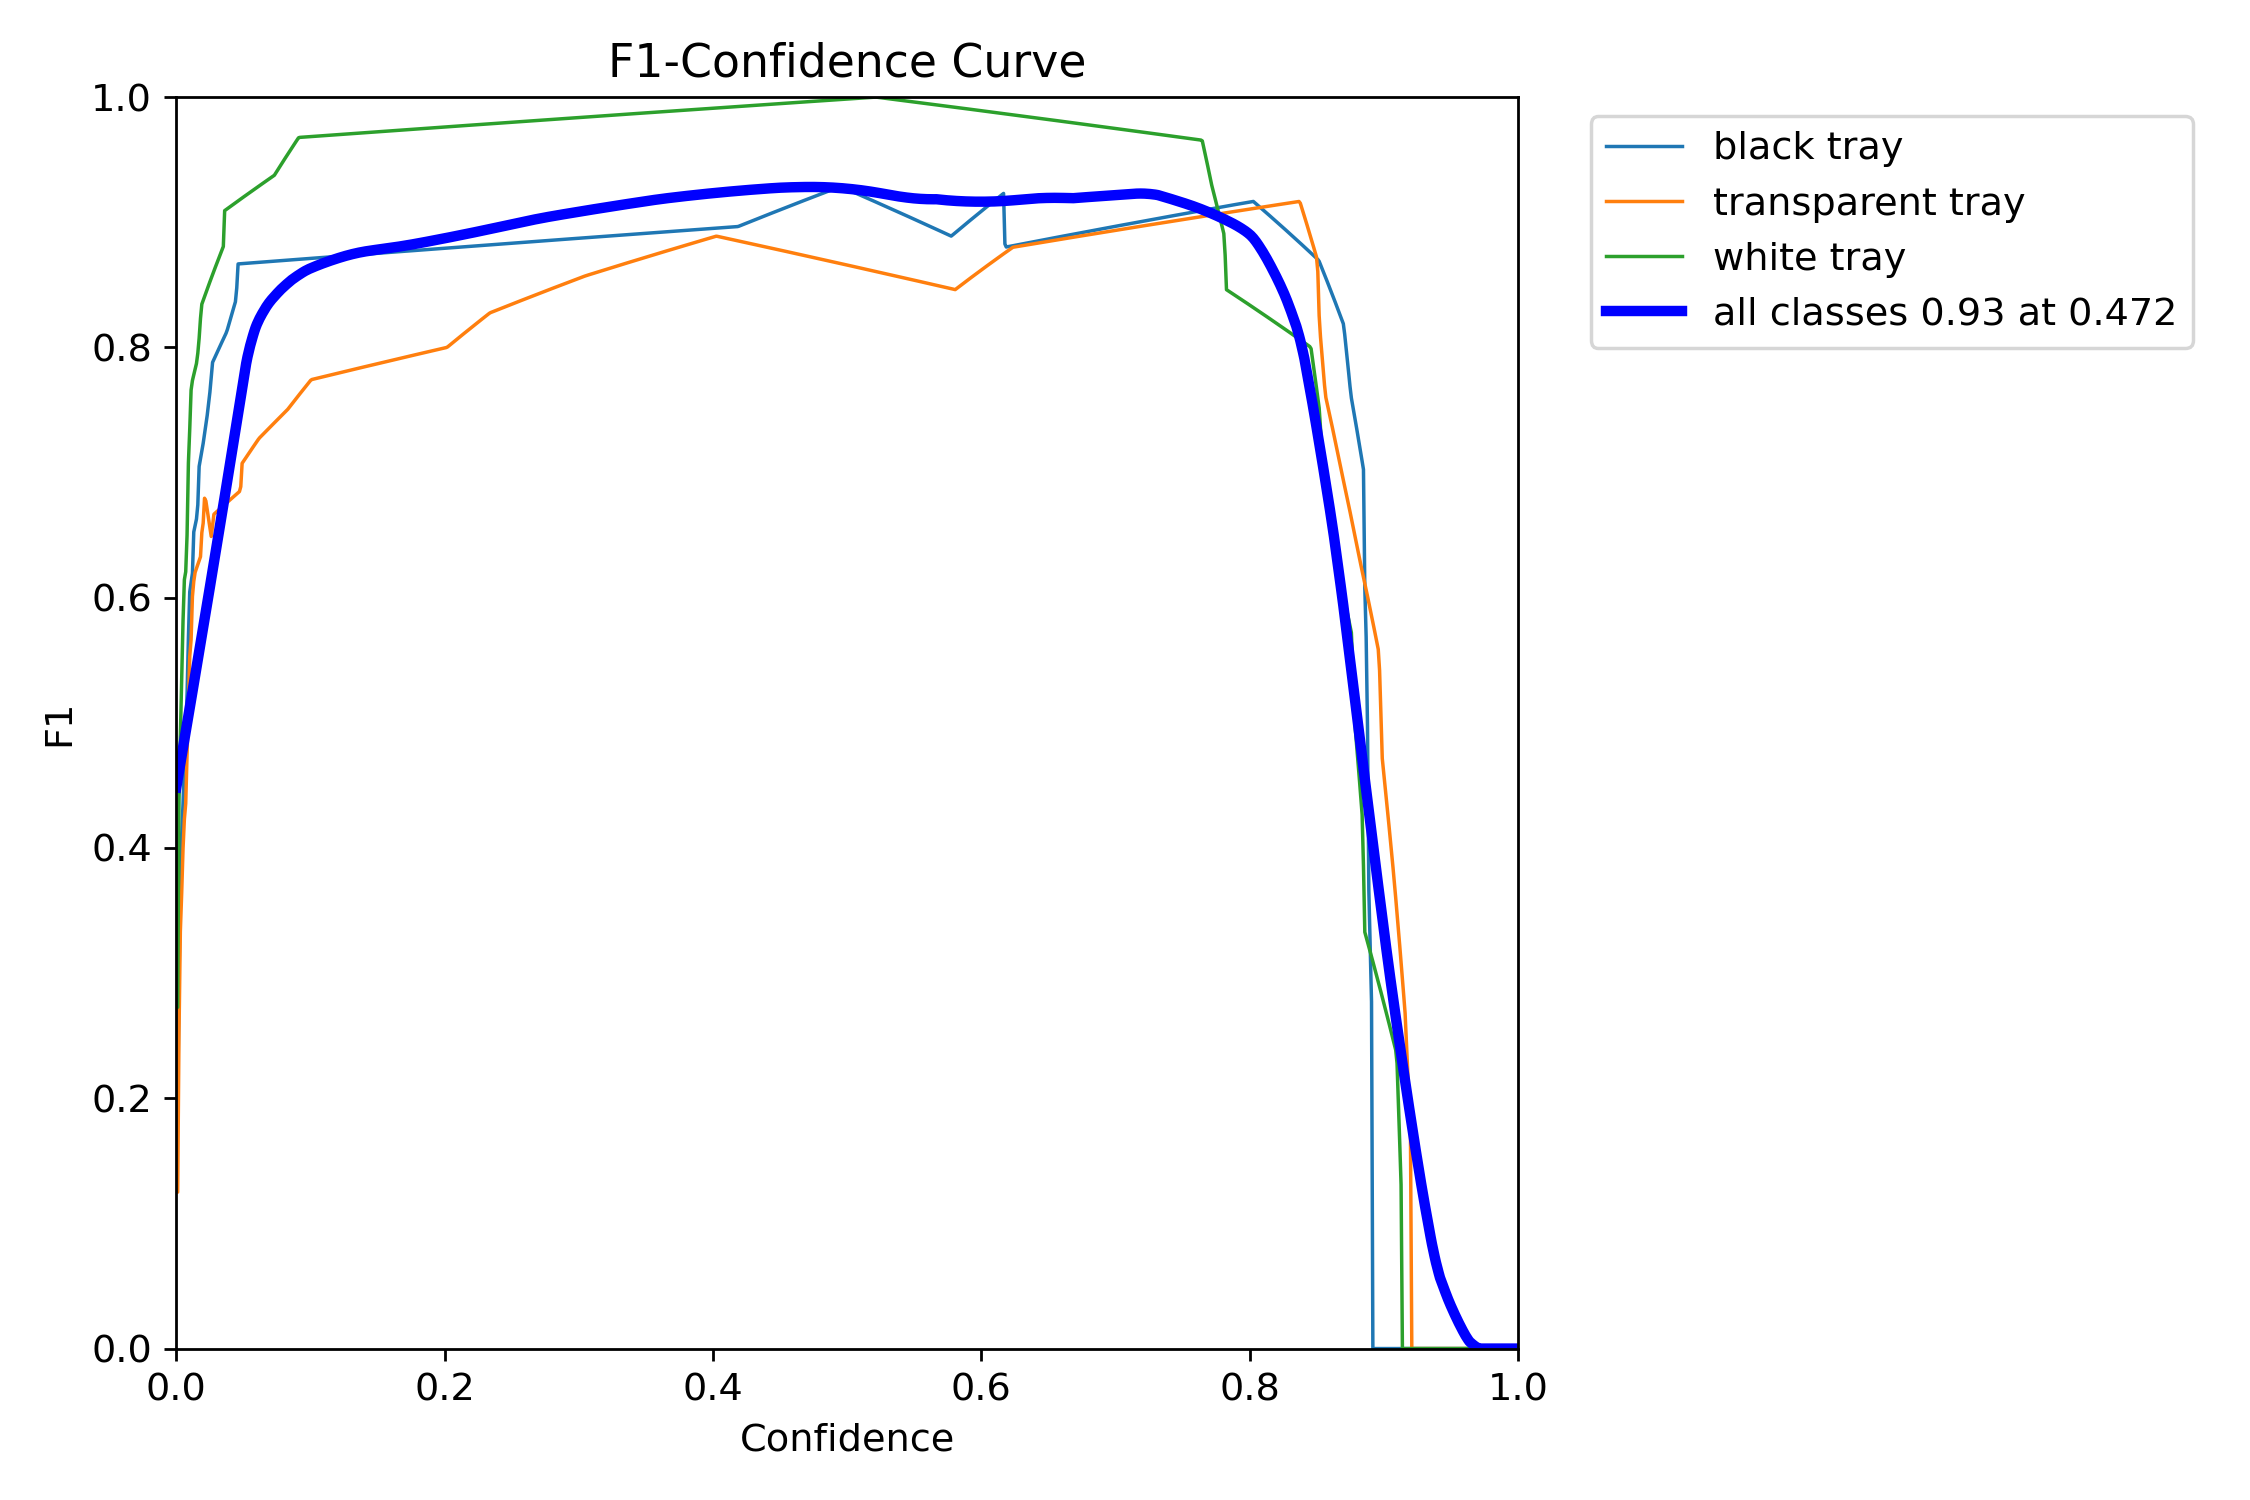 F1-Confidence Curve
1.0
0.8
0.6
0.4
0.2
0.0
F1
0.0 0.2 0.4 0.6 0.8 1.0
Confidence
black tray
transparent tray
white tray
all classes 0.93 at 0.472